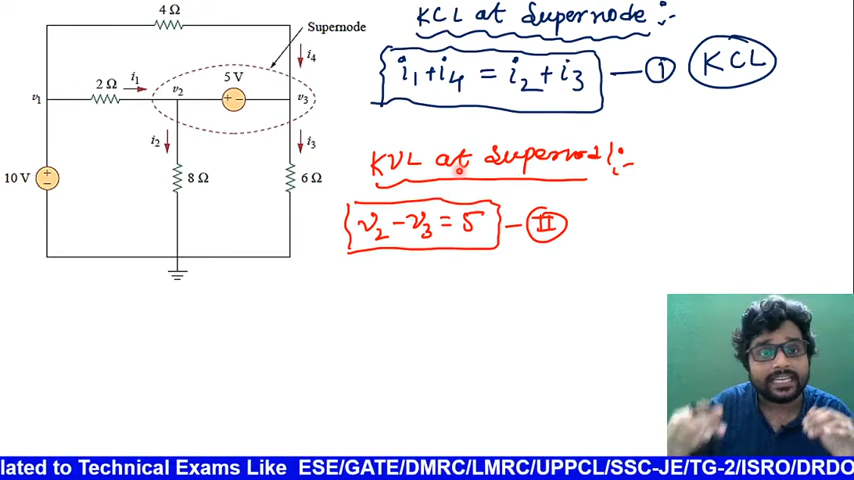 4 Ω
Supernode
i4
i1
5 V
2 Ω
v1
v2
+ −
v3
i2
i3
10 V
+
−
8 Ω
6 Ω
KCL at Supernode :-
i1 + i4 = i2 + i3 — I
KCL
KVL at Supernode :-
v2 - v3 = 5 — II
lated to Technical Exams Like ESE/GATE/DMRC/LMRC/UPPCL/SSC-JE/TG-2/ISRO/DRDO